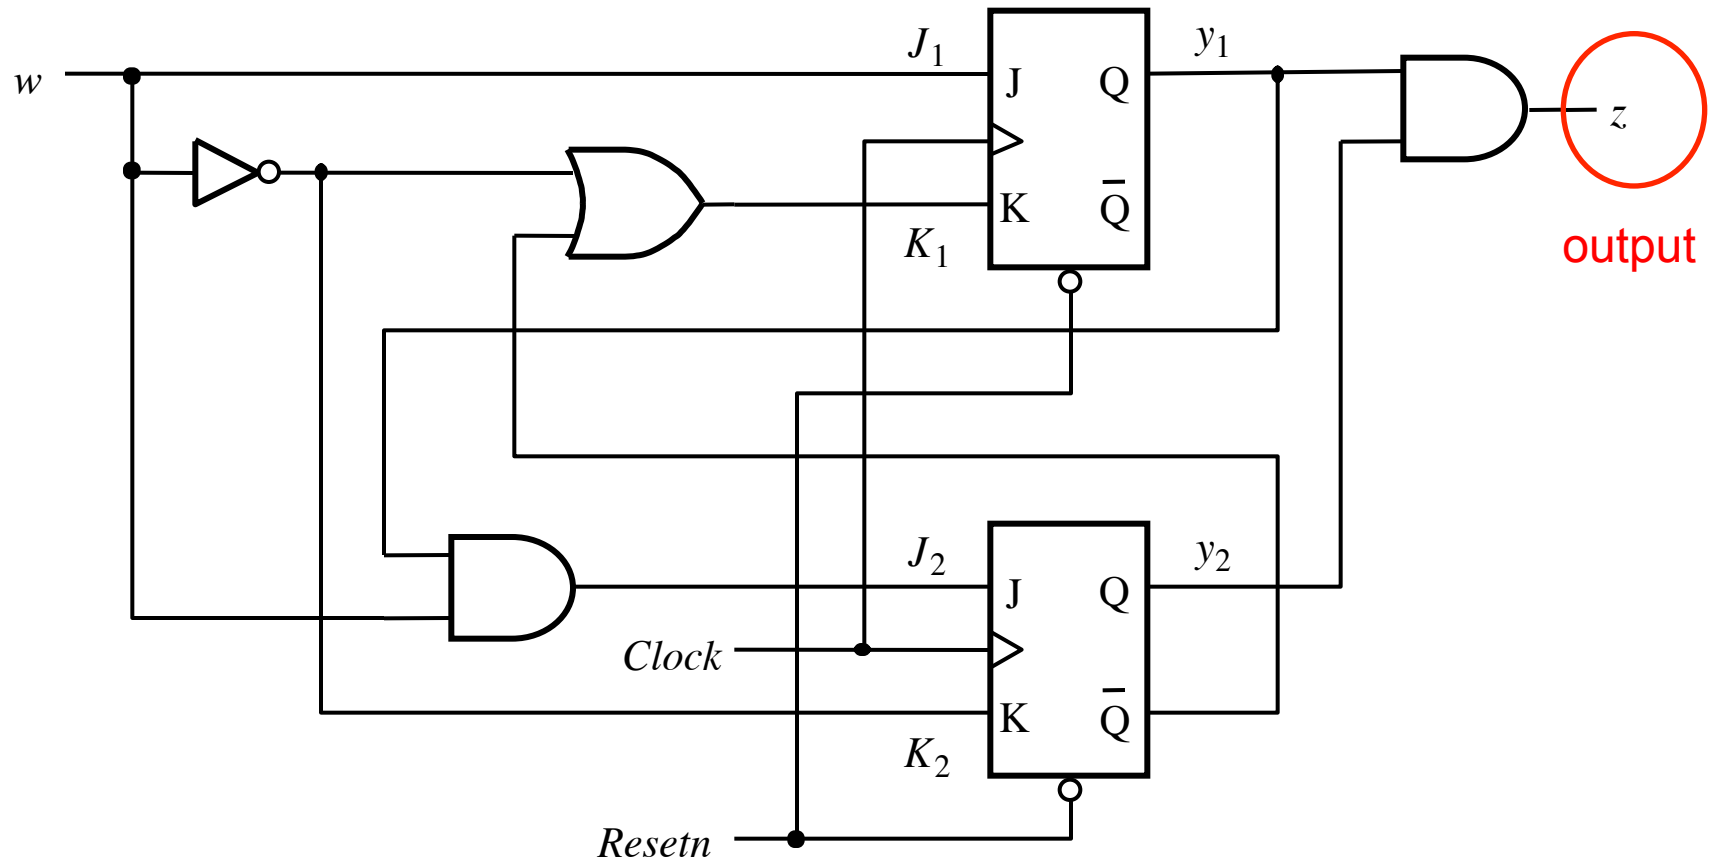 w
J1
J Q
y1
z
K Q̅
K1
output
J2
J Q
y2
Clock
K Q̅
K2
Resetn